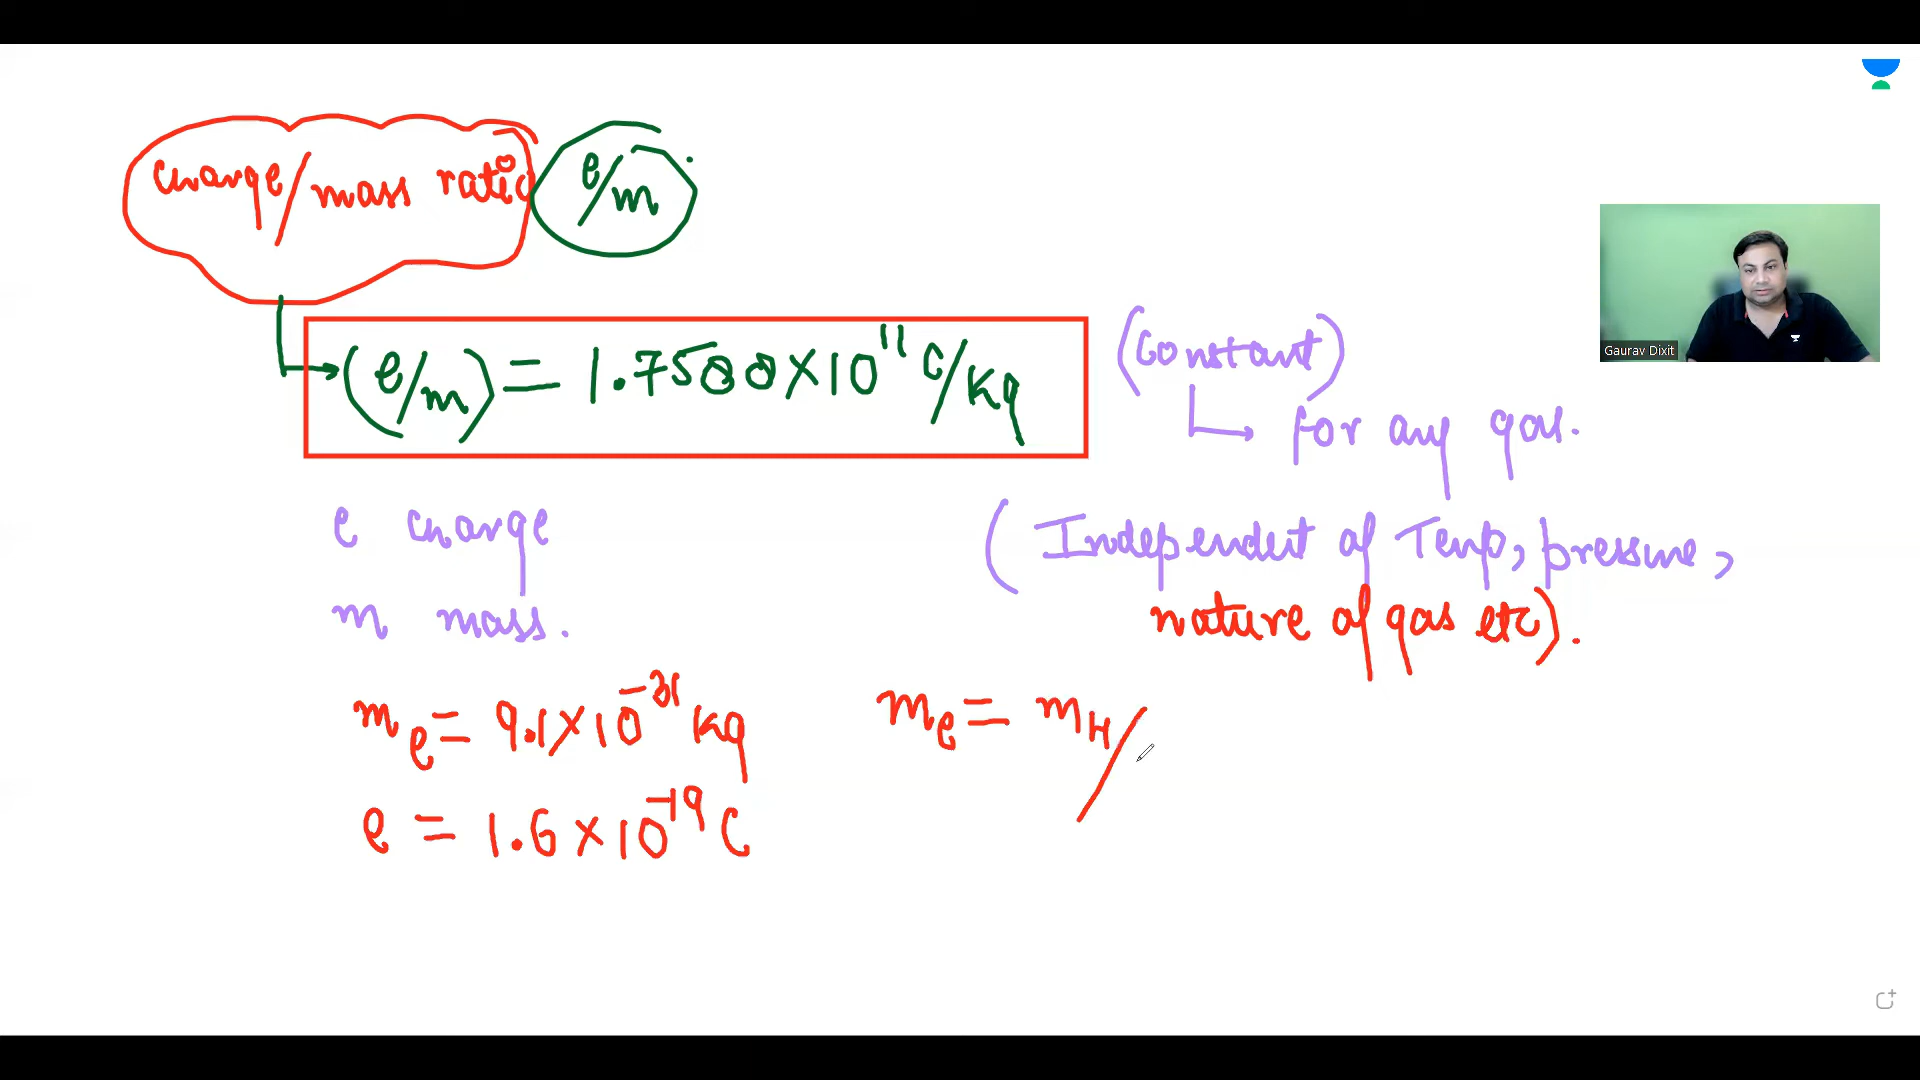 charge/mass ratio e/m
(e/m) = 1.7588×10¹¹ C/kg
(constant)
→ for any gas.
e charge
m mass.
(Independent of Temp, pressure,
nature of gas etc).
mₑ = 9.1×10⁻³¹ kg
e = 1.6×10⁻¹⁹ C
mₑ = m_H/
Gaurav Dixit